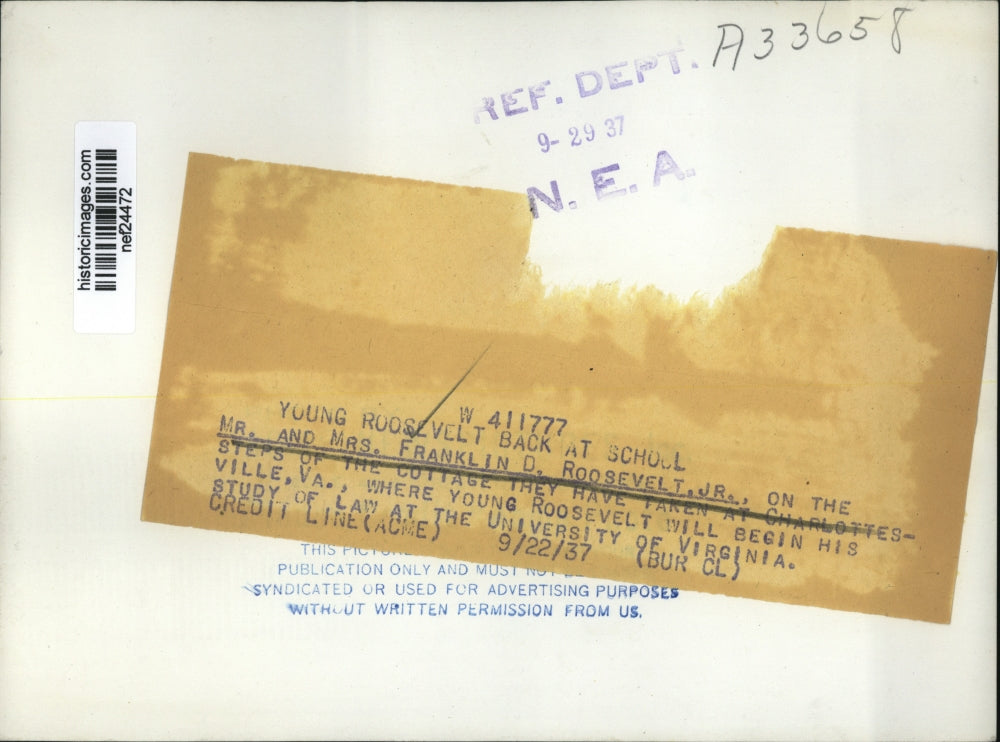 A33658
REF. DEPT.
9-29 37
N. E. A.
historicimages.com
nef24472
W 411777
YOUNG ROOSEVELT BACK AT SCHOOL
MR. AND MRS. FRANKLIN D. ROOSEVELT, JR., ON THE
STEPS OF THE COTTAGE THEY HAVE TAKEN AT CHARLOTTES-
VILLE, VA., WHERE YOUNG ROOSEVELT WILL BEGIN HIS
STUDY OF LAW AT THE UNIVERSITY OF VIRGINIA.
CREDIT LINE(ACME) 9/22/37 (BUR CL)
THIS
PUBLICATION ONLY AND MUST NOT
SYNDICATED OR USED FOR ADVERTISING PURPOSES
WITHOUT WRITTEN PERMISSION FROM US.